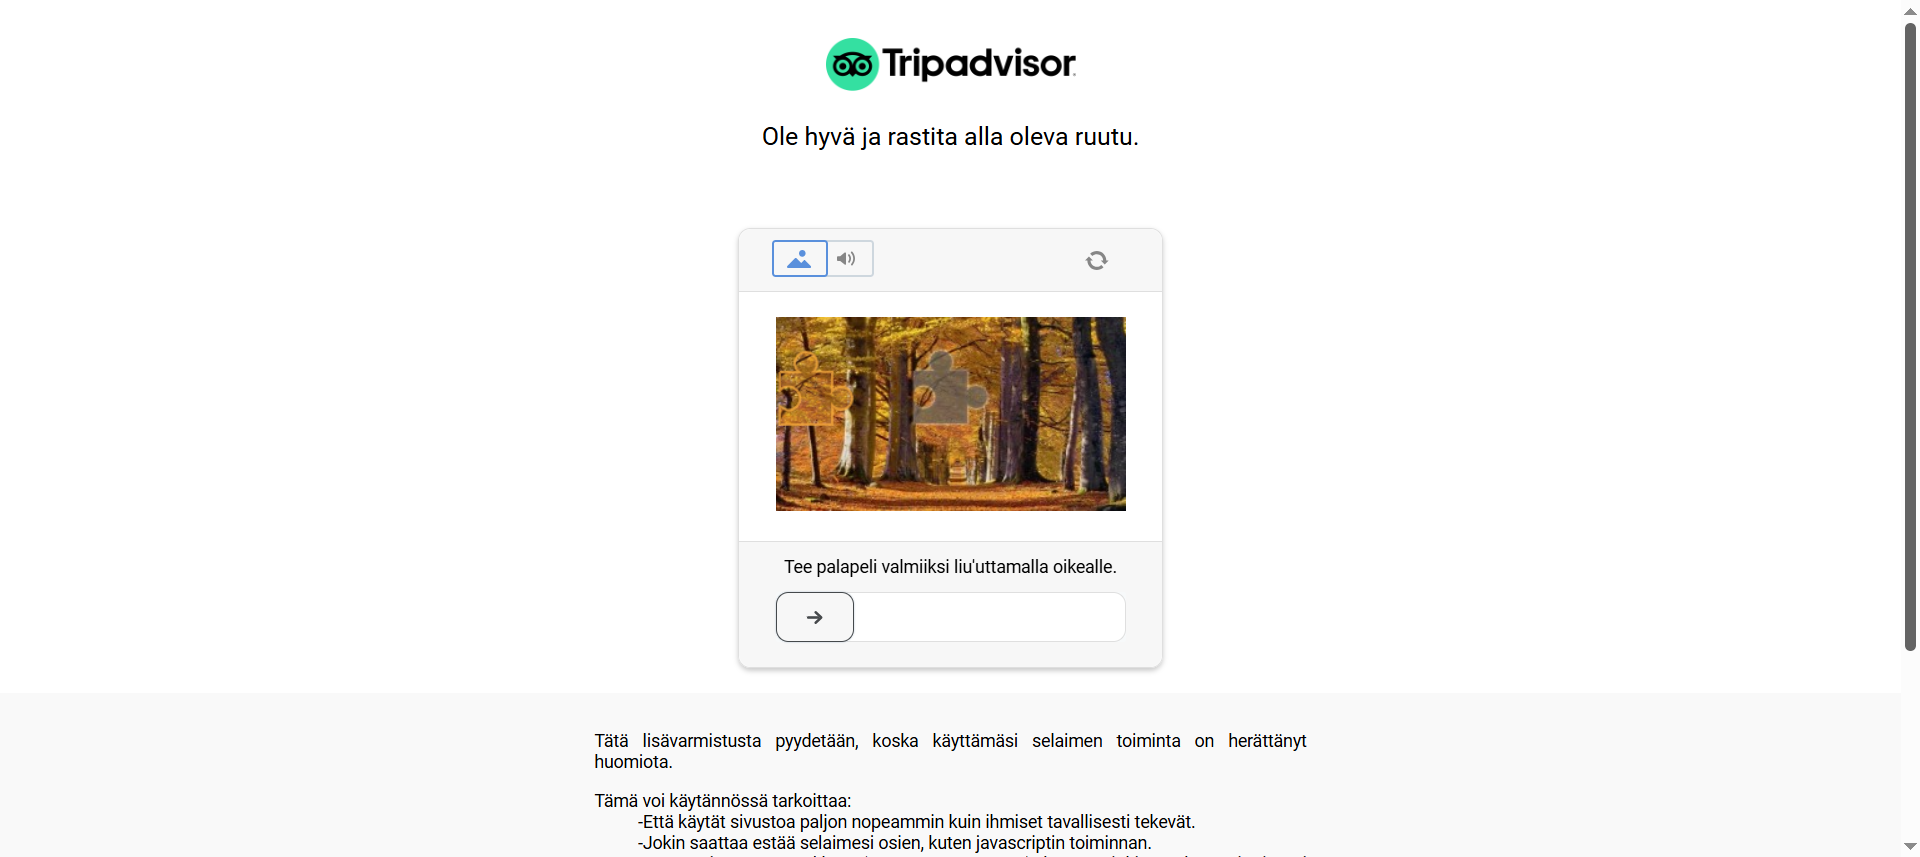 Tripadvisor
Ole hyvä ja rastita alla oleva ruutu.
Tee palapeli valmiiksi liu'uttamalla oikealle.
Tätä lisävarmistusta pyydetään, koska käyttämäsi selaimen toiminta on herättänyt
huomiota.
Tämä voi käytännössä tarkoittaa:
-Että käytät sivustoa paljon nopeammin kuin ihmiset tavallisesti tekevät.
-Jokin saattaa estää selaimesi osien, kuten javascriptin toiminnan.